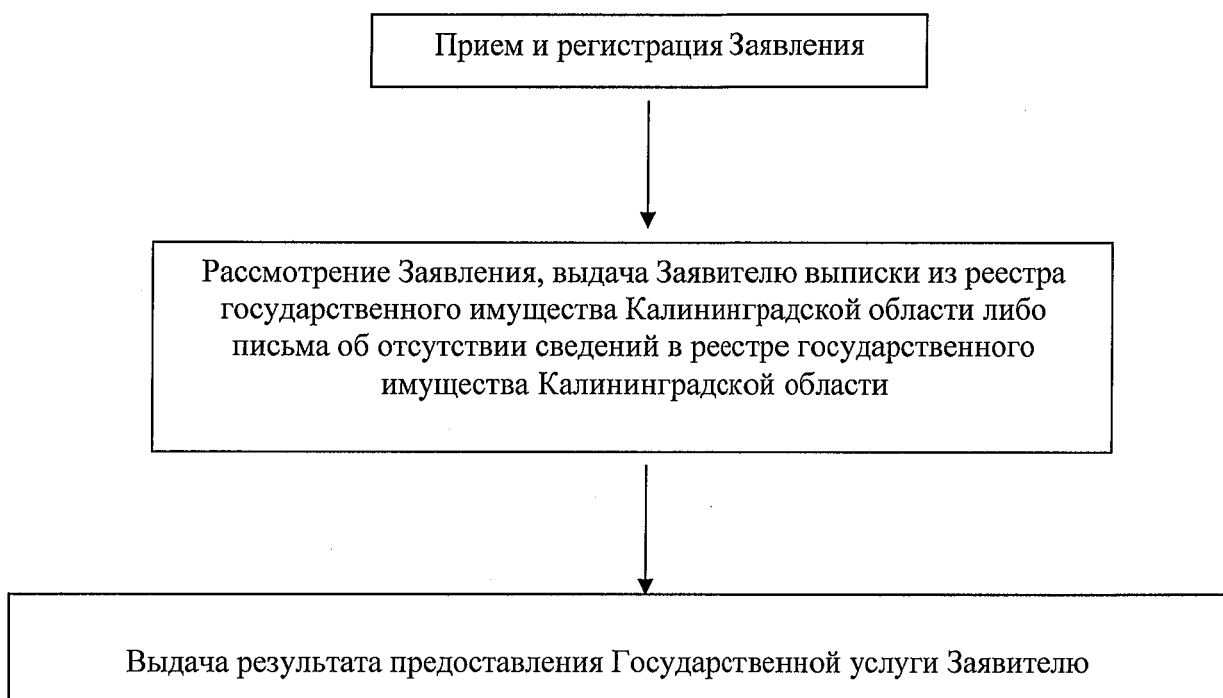 Прием и регистрация Заявления
Рассмотрение Заявления, выдача Заявителю выписки из реестра
государственного имущества Калининградской области либо
письма об отсутствии сведений в реестре государственного
имущества Калининградской области
Выдача результата предоставления Государственной услуги Заявителю